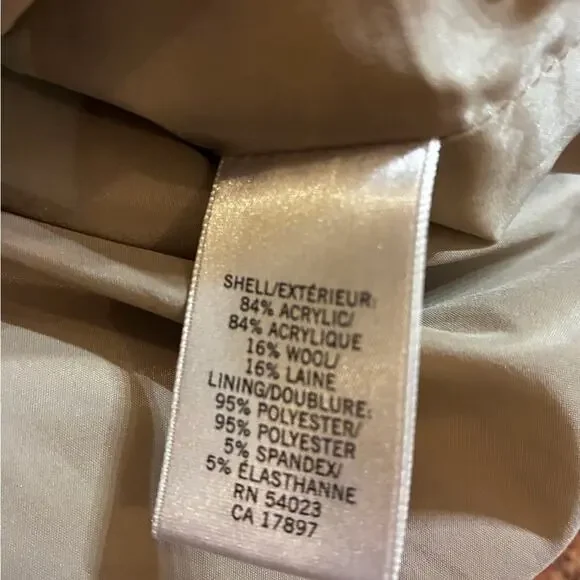 SHELL/EXTÉRIEUR:
84% ACRYLIC/
84% ACRYLIQUE
16% WOOL/
16% LAINE
LINING/DOUBLURE:
95% POLYESTER/
95% POLYESTER
5% SPANDEX/
5% ÉLASTHANNE
RN 54023
CA 17897